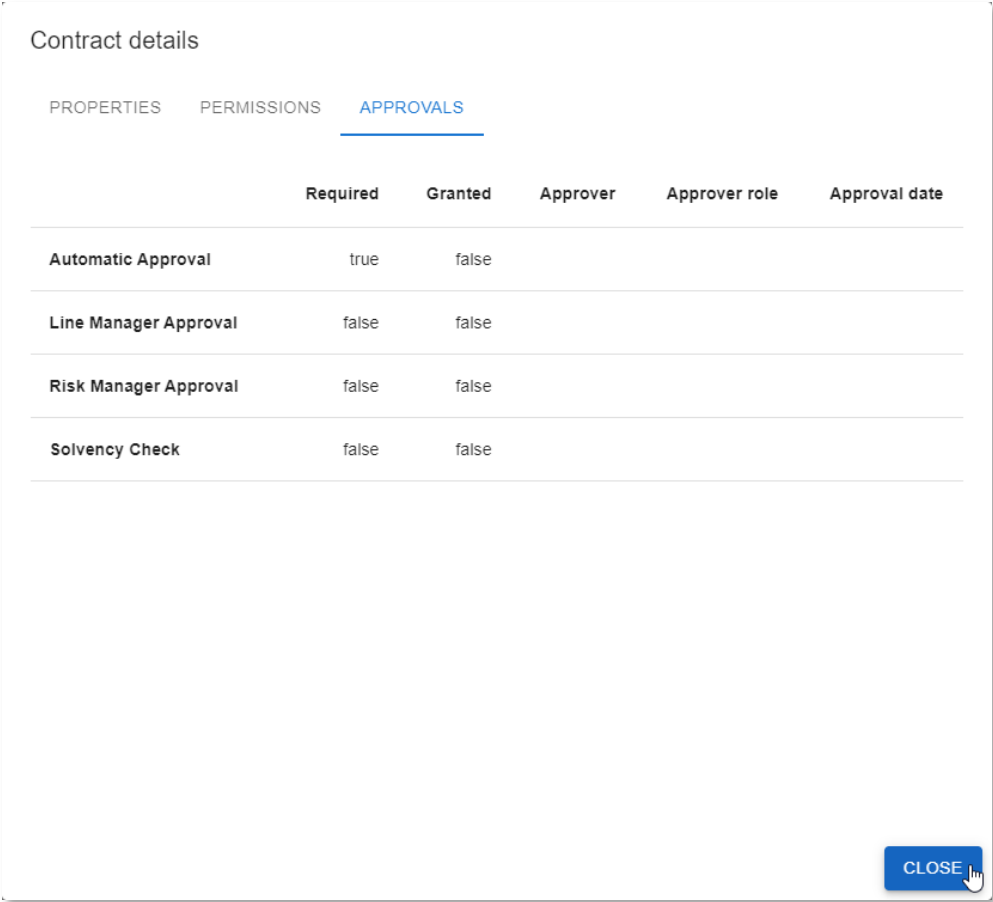 Contract details
PROPERTIES PERMISSIONS APPROVALS
Required Granted Approver Approver role Approval date
Automatic Approval true false
Line Manager Approval false false
Risk Manager Approval false false
Solvency Check false false
CLOSE